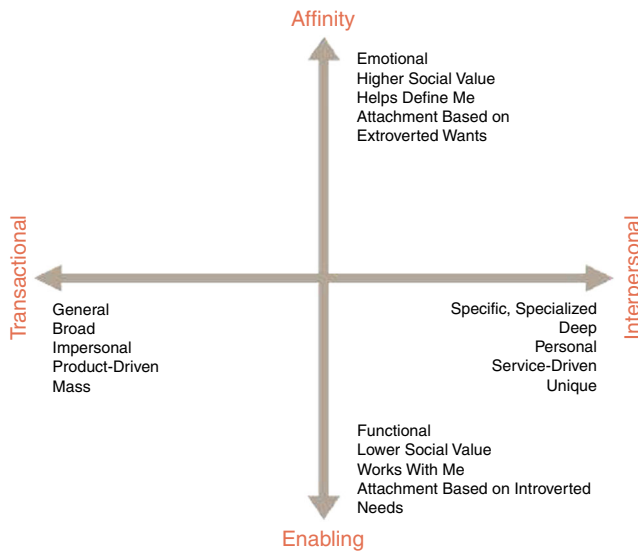 Affinity
Emotional
Higher Social Value
Helps Define Me
Attachment Based on
Extroverted Wants
Transactional
Interpersonal
General
Broad
Impersonal
Product-Driven
Mass
Specific, Specialized
Deep
Personal
Service-Driven
Unique
Functional
Lower Social Value
Works With Me
Attachment Based on Introverted
Needs
Enabling